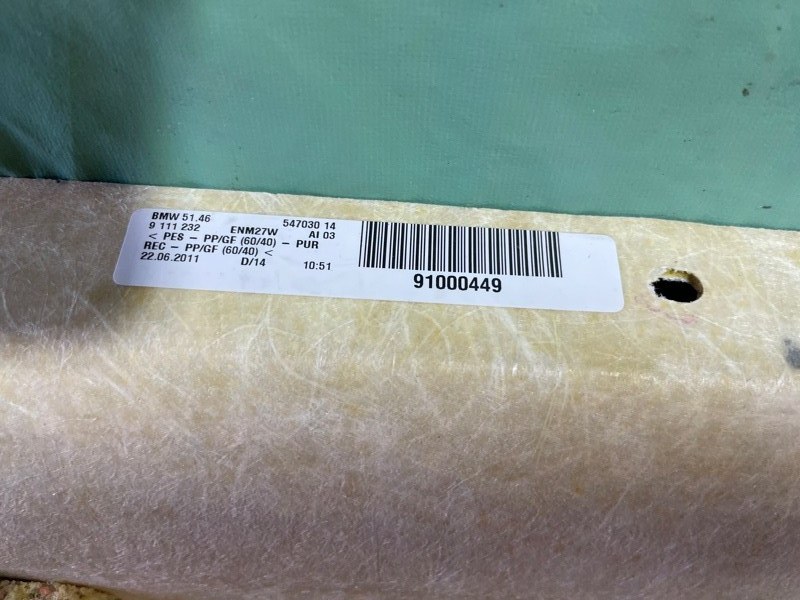 BMW 51.46 547030 14
9 111 232 ENM27W AI 03
< PES – PP/GF (60/40) – PUR
REC – PP/GF (60/40) <
22.06.2011 D/14 10:51
91000449